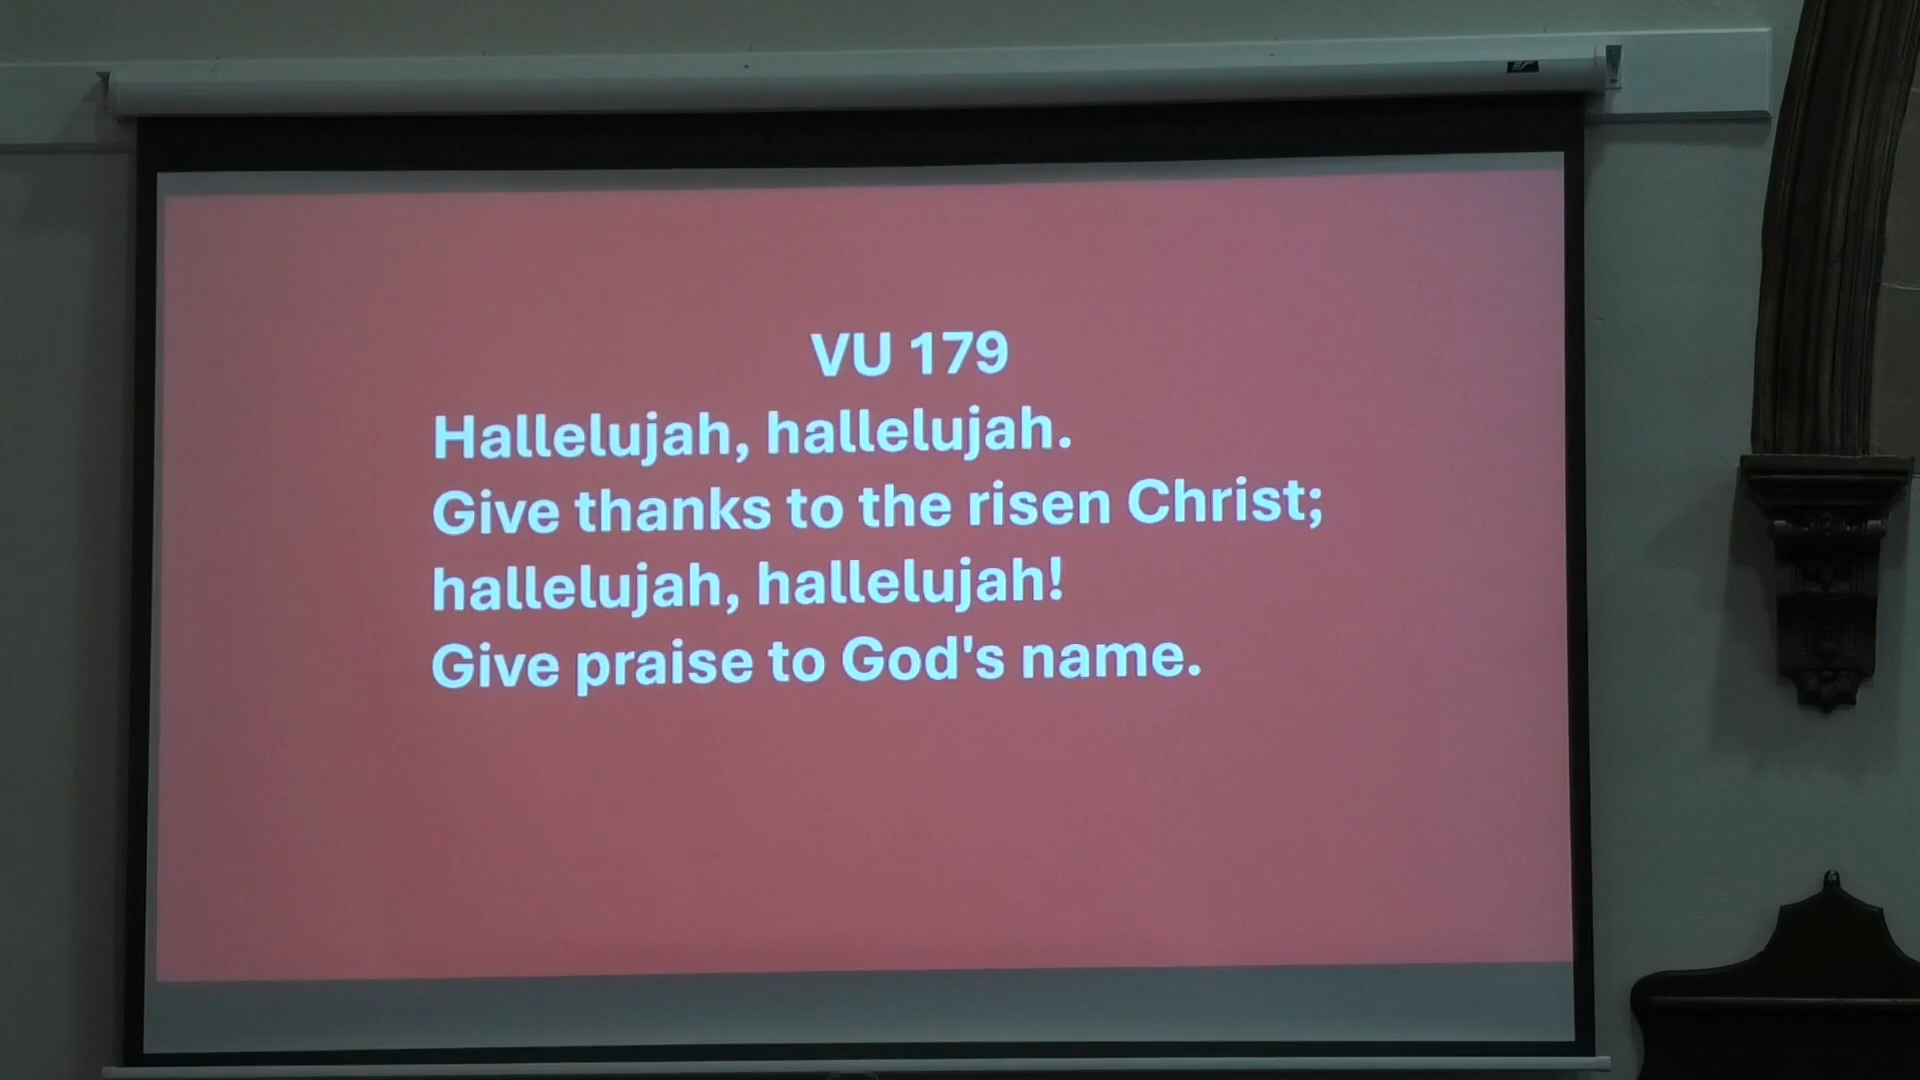 VU 179
Hallelujah, hallelujah.
Give thanks to the risen Christ;
hallelujah, hallelujah!
Give praise to God's name.